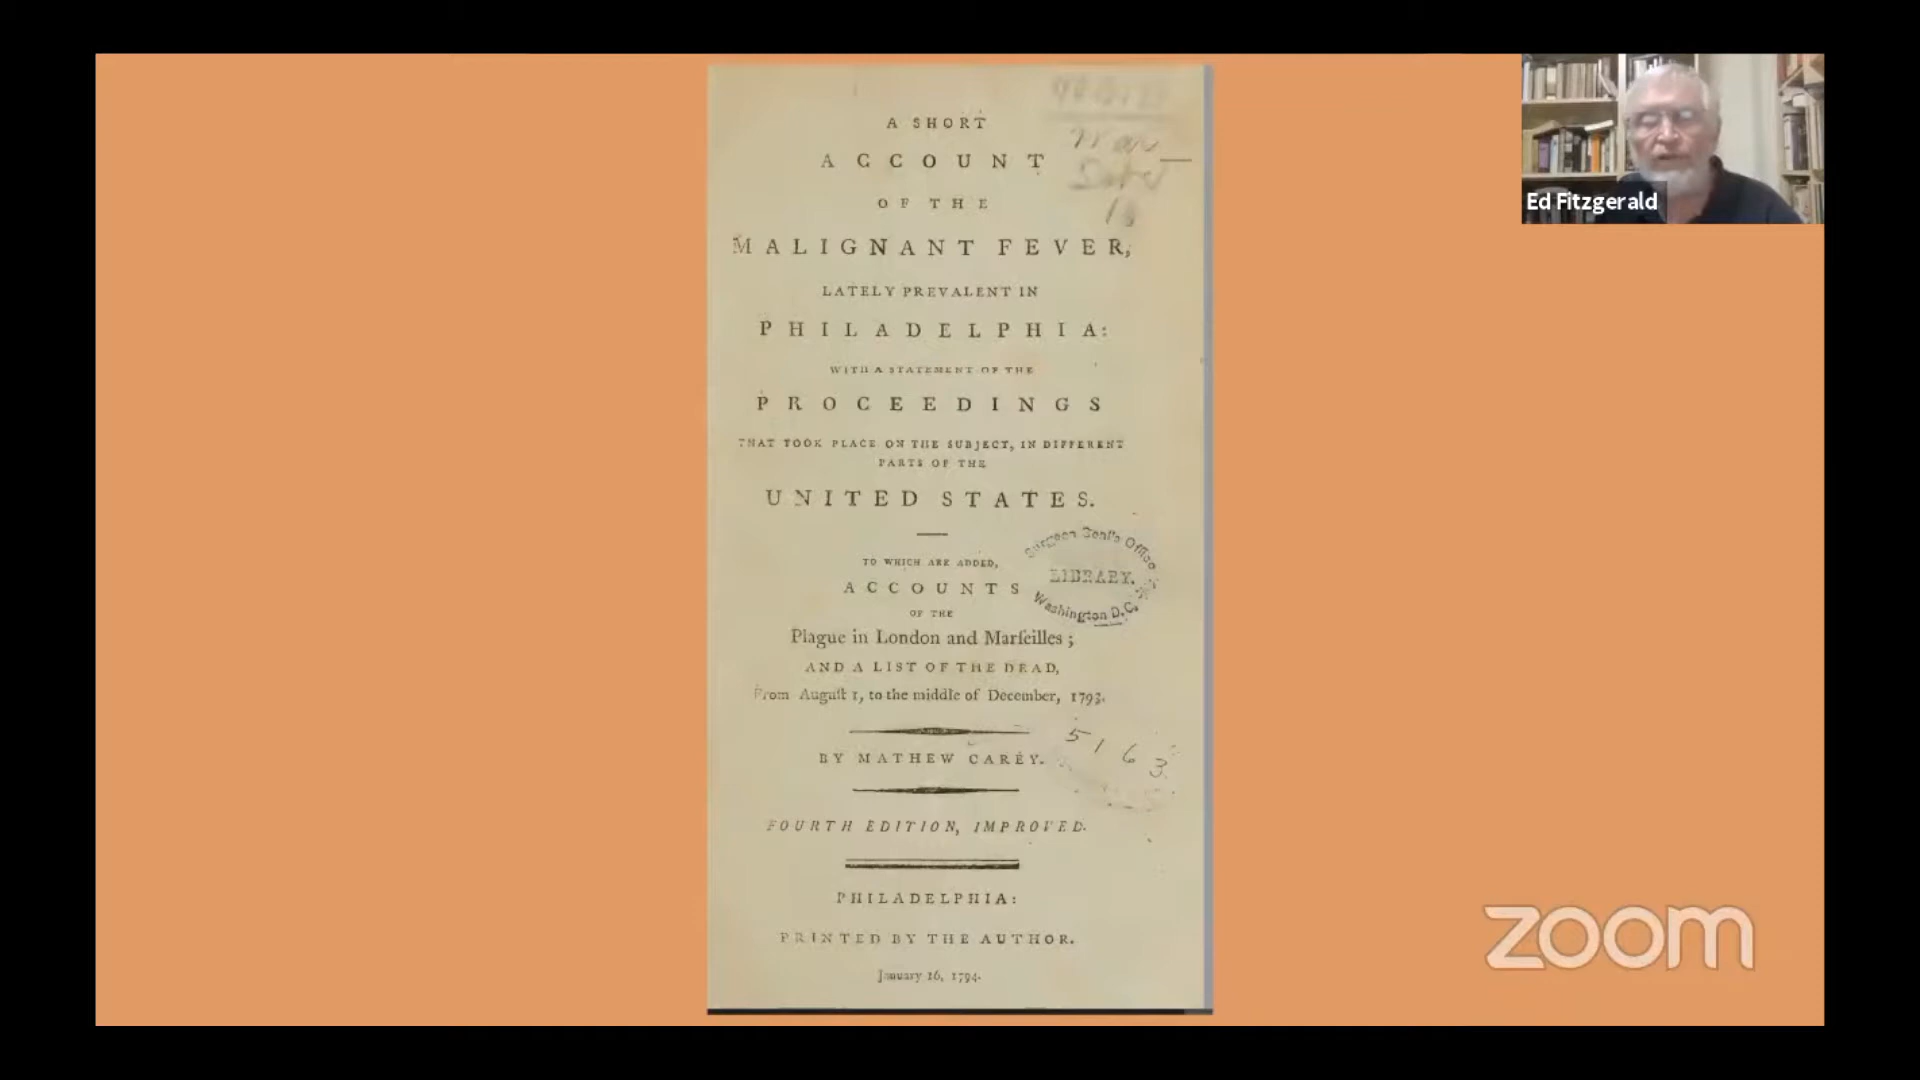 A SHORT
ACCOUNT
OF THE
MALIGNANT FEVER,
LATELY PREVALENT IN
PHILADELPHIA:
WITH A STATEMENT OF THE
PROCEEDINGS
THAT TOOK PLACE ON THE SUBJECT, IN DIFFERENT
PARTS OF THE
UNITED STATES.
TO WHICH ARE ADDED,
ACCOUNTS
OF THE
Plague in London and Marſeilles;
AND A LIST OF THE DEAD,
From Auguſt 1, to the middle of December, 1793.
BY MATHEW CAREY.
FOURTH EDITION, IMPROVED.
PHILADELPHIA:
PRINTED BY THE AUTHOR.
January 16, 1794.
Surgeon Genl's Office
LIBRARY.
Washington D.C.
5163
Ed Fitzgerald
zoom